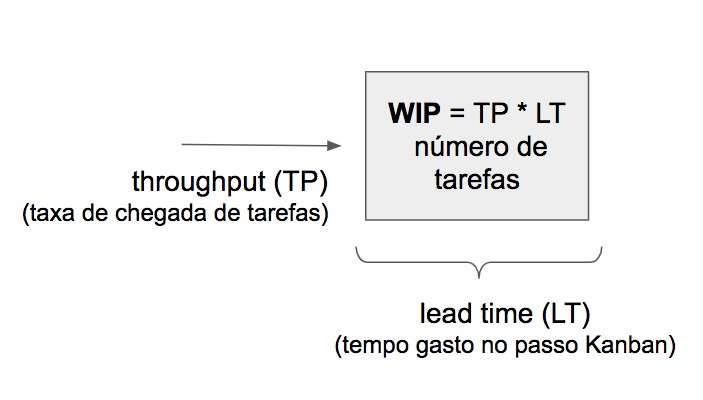 WIP = TP * LT
número de
tarefas
throughput (TP)
(taxa de chegada de tarefas)
lead time (LT)
(tempo gasto no passo Kanban)